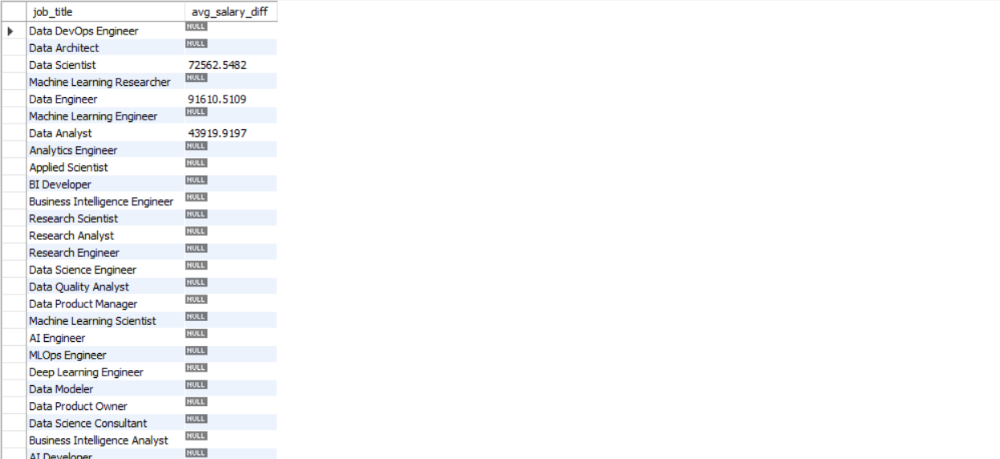 job_title avg_salary_diff
Data DevOps Engineer NULL
Data Architect NULL
Data Scientist 72562.5482
Machine Learning Researcher NULL
Data Engineer 91610.5109
Machine Learning Engineer NULL
Data Analyst 43919.9197
Analytics Engineer NULL
Applied Scientist NULL
BI Developer NULL
Business Intelligence Engineer NULL
Research Scientist NULL
Research Analyst NULL
Research Engineer NULL
Data Science Engineer NULL
Data Quality Analyst NULL
Data Product Manager NULL
Machine Learning Scientist NULL
AI Engineer NULL
MLOps Engineer NULL
Deep Learning Engineer NULL
Data Modeler NULL
Data Product Owner NULL
Data Science Consultant NULL
Business Intelligence Analyst NULL
AI Developer NULL